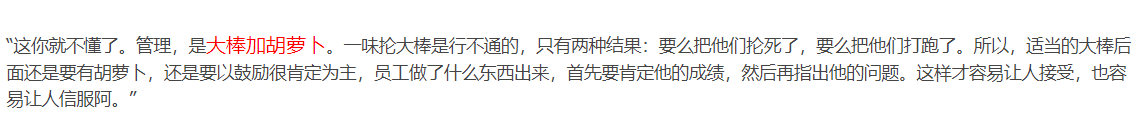 “这你就不懂了。管理，是大棒加胡萝卜。一味抡大棒是行不通的，只有两种结果：要么把他们抡死了，要么把他们打跑了。所以，适当的大棒后
面还是要有胡萝卜，还是要以鼓励很肯定为主，员工做了什么东西出来，首先要肯定他的成绩，然后再指出他的问题。这样才容易让人接受，也容
易让人信服阿。”